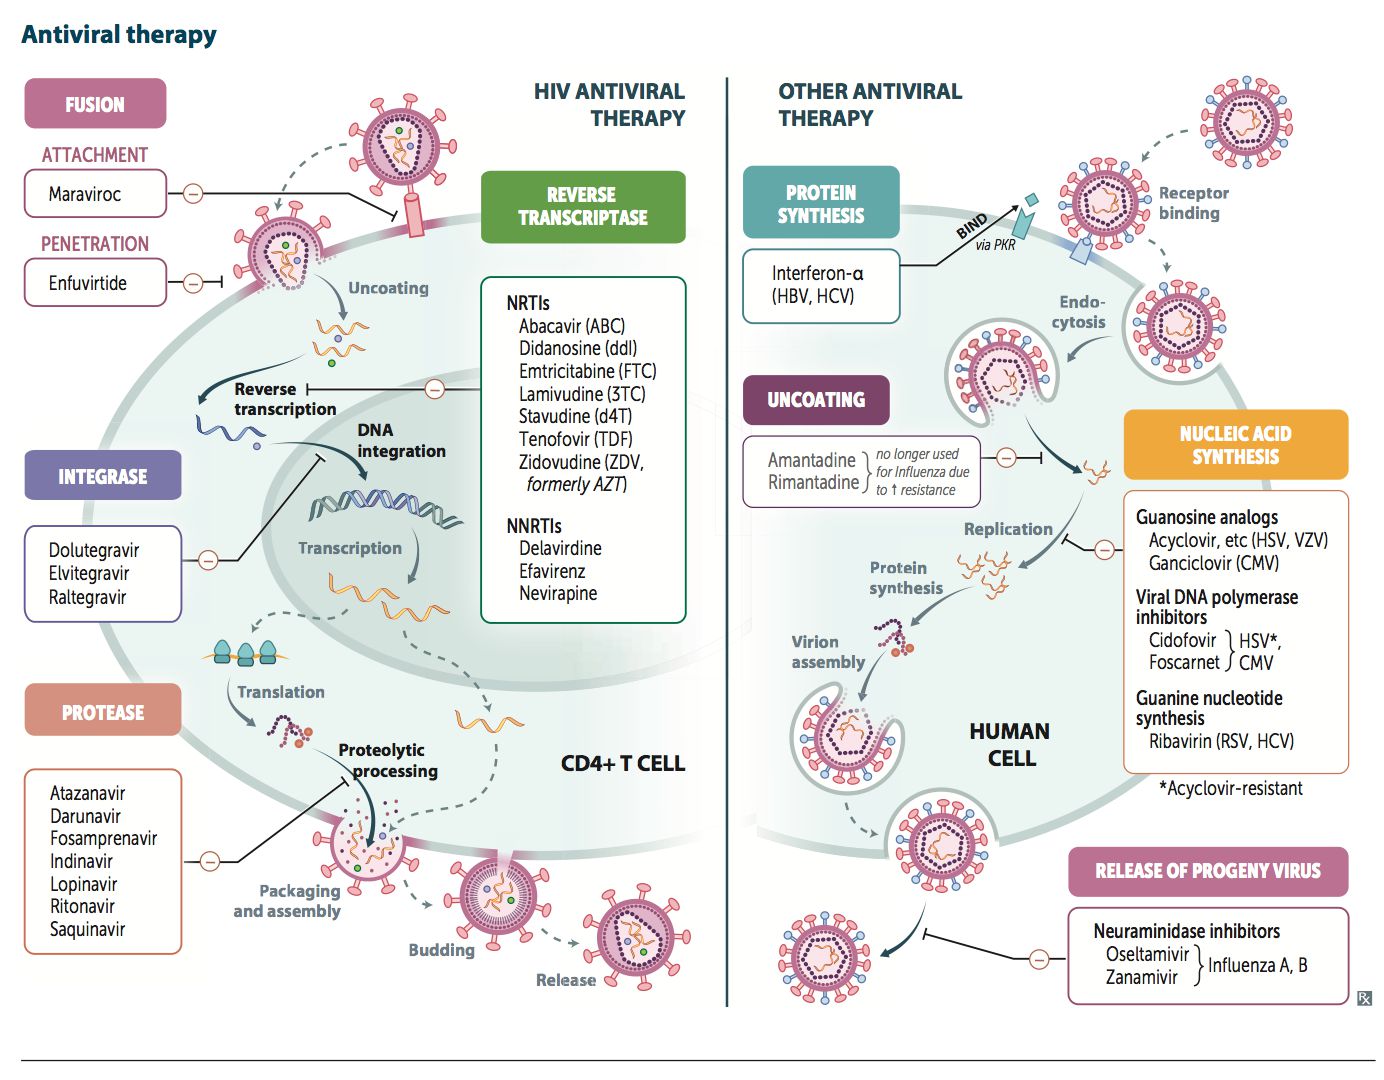 Antiviral therapy
HIV ANTIVIRAL
THERAPY
FUSION
ATTACHMENT
Maraviroc
PENETRATION
Enfuvirtide
REVERSE
TRANSCRIPTASE
NRTIs
Abacavir (ABC)
Didanosine (ddI)
Emtricitabine (FTC)
Lamivudine (3TC)
Stavudine (d4T)
Tenofovir (TDF)
Zidovudine (ZDV,
formerly AZT)
NNRTIs
Delavirdine
Efavirenz
Nevirapine
Uncoating
Reverse
transcription
DNA
integration
INTEGRASE
Dolutegravir
Elvitegravir
Raltegravir
Transcription
Translation
PROTEASE
Atazanavir
Darunavir
Fosamprenavir
Indinavir
Lopinavir
Ritonavir
Saquinavir
Proteolytic
processing
CD4+ T CELL
Packaging
and assembly
Budding
Release
OTHER ANTIVIRAL
THERAPY
PROTEIN
SYNTHESIS
Interferon-α
(HBV, HCV)
BIND
via PKR
Receptor
binding
Endo-
cytosis
UNCOATING
Amantadine
Rimantadine
no longer used
for Influenza due
to ↑ resistance
NUCLEIC ACID
SYNTHESIS
Guanosine analogs
Acyclovir, etc (HSV, VZV)
Ganciclovir (CMV)
Viral DNA polymerase
inhibitors
Cidofovir
Foscarnet
HSV*,
CMV
Guanine nucleotide
synthesis
Ribavirin (RSV, HCV)
*Acyclovir-resistant
Replication
Protein
synthesis
Virion
assembly
HUMAN
CELL
RELEASE OF PROGENY VIRUS
Neuraminidase inhibitors
Oseltamivir
Zanamivir
Influenza A, B
Rx